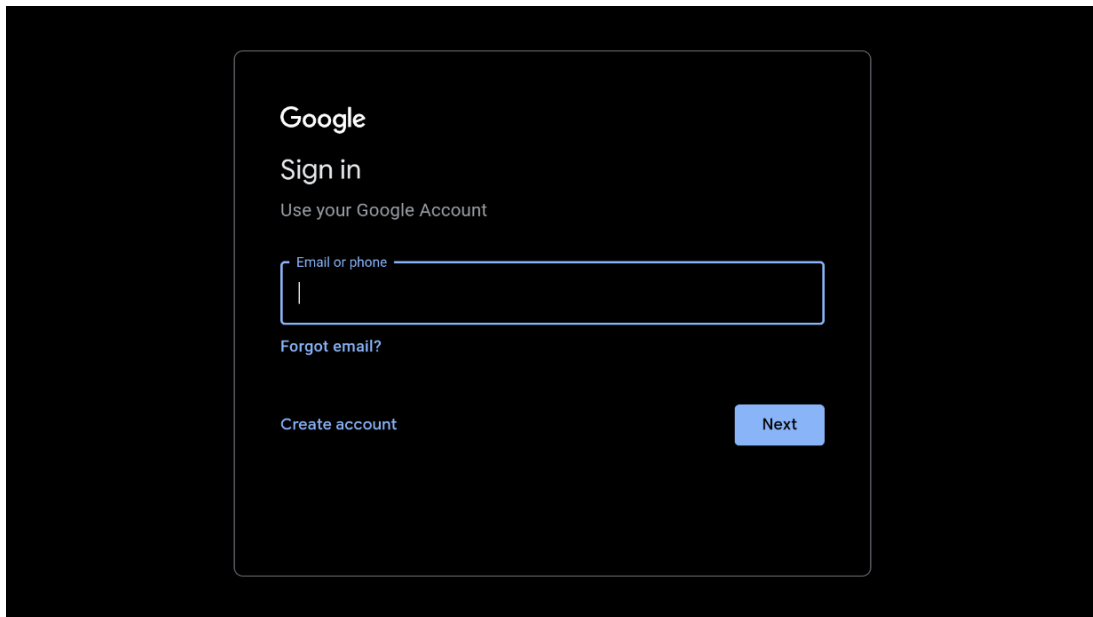 Google
Sign in
Use your Google Account
Email or phone
Forgot email?
Create account
Next